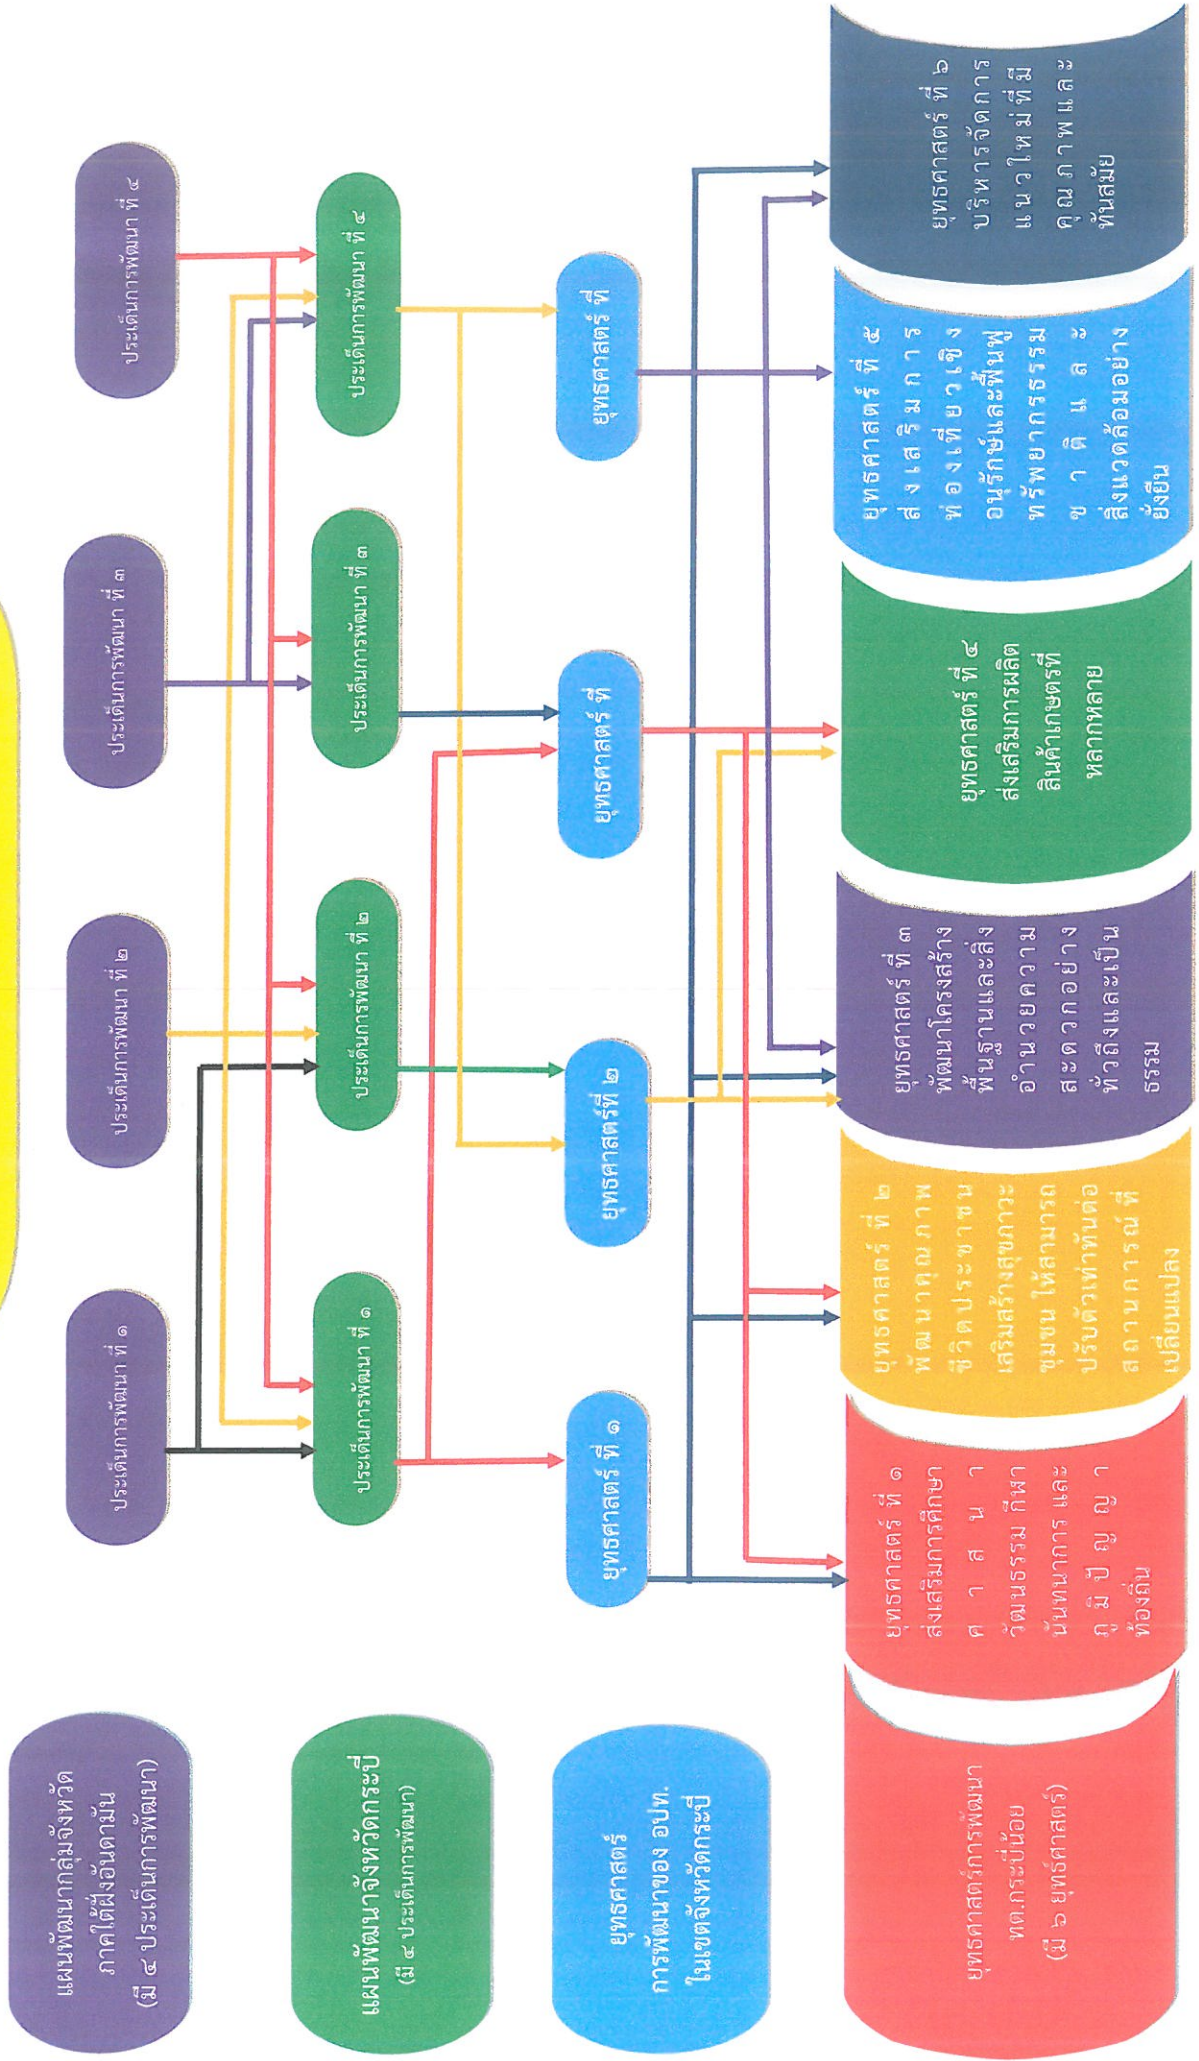 แผนพัฒนากลุ่มจังหวัด
ภาคใต้ฝั่งอันดามัน
(มี ๔ ประเด็นการพัฒนา)
ประเด็นการพัฒนา ที่ ๑
ประเด็นการพัฒนา ที่ ๒
ประเด็นการพัฒนา ที่ ๓
ประเด็นการพัฒนา ที่ ๔
แผนพัฒนาจังหวัดกระบี่
(มี ๔ ประเด็นการพัฒนา)
ประเด็นการพัฒนา ที่ ๑
ประเด็นการพัฒนา ที่ ๒
ประเด็นการพัฒนา ที่ ๓
ประเด็นการพัฒนา ที่ ๔
ยุทธศาสตร์
การพัฒนาของ อปท.
ในเขตจังหวัดกระบี่
ยุทธศาสตร์ ที่ ๑
ยุทธศาสตร์ที่ ๒
ยุทธศาสตร์ ที่
ยุทธศาสตร์ ที่
ยุทธศาสตร์การพัฒนา
ทต.กระบี่น้อย
(มี ๖ ยุทธ์ศาสตร์)
ยุทธศาสตร์ ที่ ๑
ส่งเสริมการศึกษา
ศาสนา
วัฒนธรรม กีฬา
นันทนาการ และ
ภูมิปัญญา
ท้องถิ่น
ยุทธศาสตร์ ที่ ๒
พัฒนาคุณภาพ
ชีวิตประชาชน
เสริมสร้างสุขภาวะ
ชุมชน ให้สามารถ
ปรับตัวเท่าทันต่อ
สถานการณ์ที่
เปลี่ยนแปลง
ยุทธศาสตร์ ที่ ๓
พัฒนาโครงสร้าง
พื้นฐานและสิ่ง
อำนวยความ
สะดวกอย่าง
ทั่วถึงและเป็น
ธรรม
ยุทธศาสตร์ ที่ ๔
ส่งเสริมการผลิต
สินค้าเกษตรที่
หลากหลาย
ยุทธศาสตร์ ที่ ๕
ส่งเสริมการ
ท่องเที่ยวเชิง
อนุรักษ์และฟื้นฟู
ทรัพยากรธรรม
ชาติและ
สิ่งแวดล้อมอย่าง
ยั่งยืน
ยุทธศาสตร์ ที่ ๖
บริหารจัดการ
แนวใหม่ที่มี
คุณภาพและ
ทันสมัย